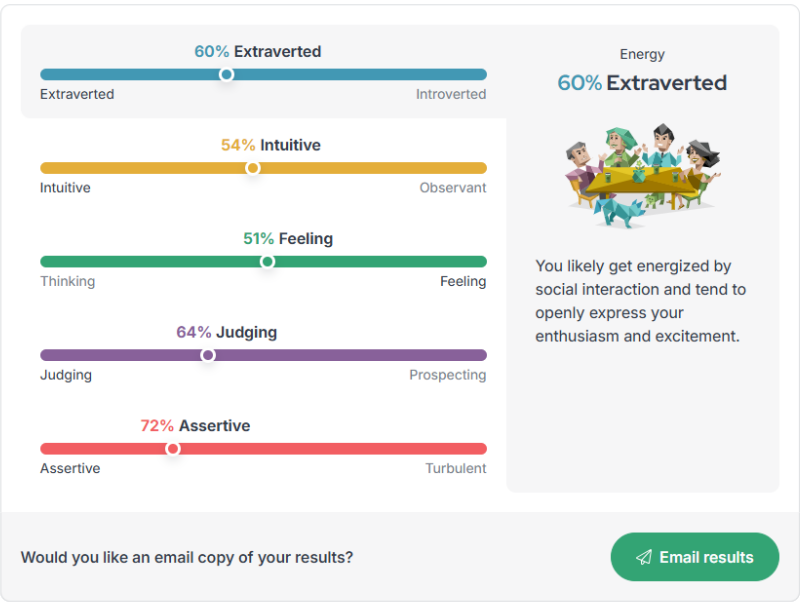 60% Extraverted
Extraverted Introverted
54% Intuitive
Intuitive Observant
51% Feeling
Thinking Feeling
64% Judging
Judging Prospecting
72% Assertive
Assertive Turbulent
Energy
60% Extraverted
You likely get energized by
social interaction and tend to
openly express your
enthusiasm and excitement.
Would you like an email copy of your results?
Email results